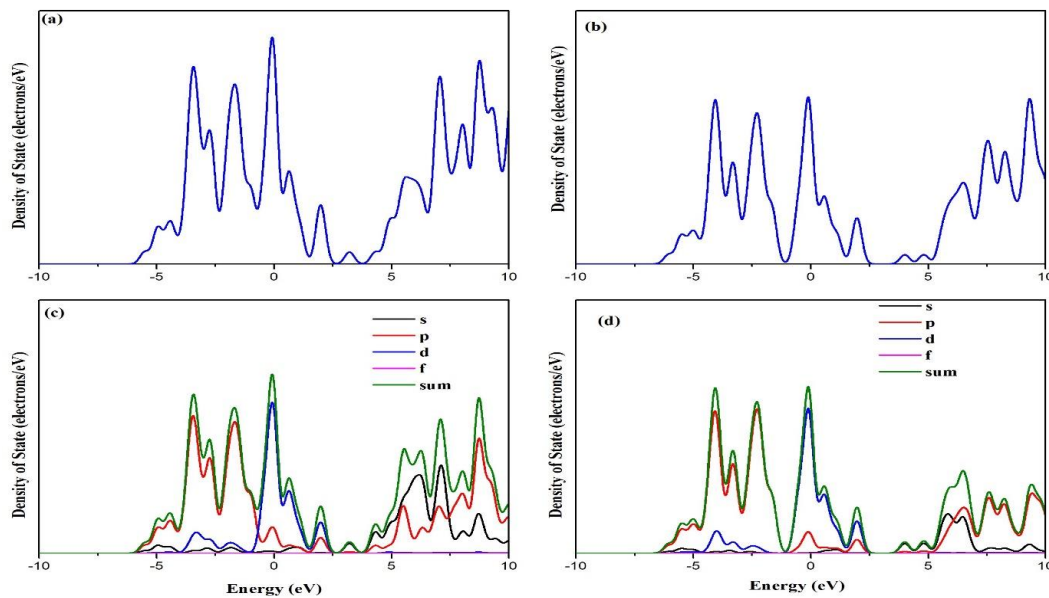 (a)
Density of State (electrons/eV)
-10 -5 0 5 10
(b)
Density of State (electrons/eV)
-10 -5 0 5 10
(c)
s
p
d
f
sum
Density of State (electrons/eV)
-10 -5 0 5 10
Energy (eV)
(d)
s
p
d
f
sum
Density of State (electrons/eV)
-10 -5 0 5 10
Energy (eV)